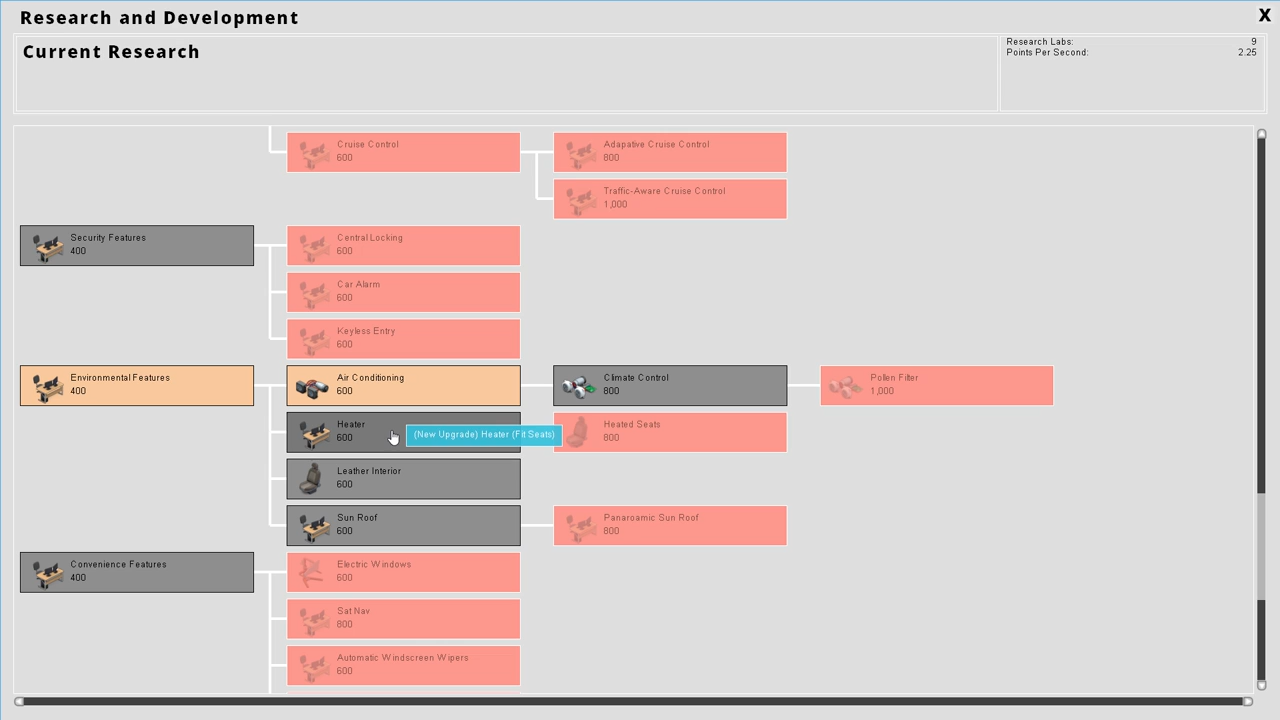 Research and Development
X
Current Research
Research Labs: 9
Points Per Second: 2.25
Cruise Control
600
Adapative Cruise Control
800
Traffic-Aware Cruise Control
1,000
Security Features
400
Central Locking
600
Car Alarm
600
Keyless Entry
600
Environmental Features
400
Air Conditioning
600
Climate Control
800
Pollen Filter
1,000
Heater
600
(New Upgrade) Heater (Fit Seats)
Heated Seats
800
Leather Interior
600
Sun Roof
600
Panaroamic Sun Roof
800
Convenience Features
400
Electric Windows
600
Sat Nav
800
Automatic Windscreen Wipers
600